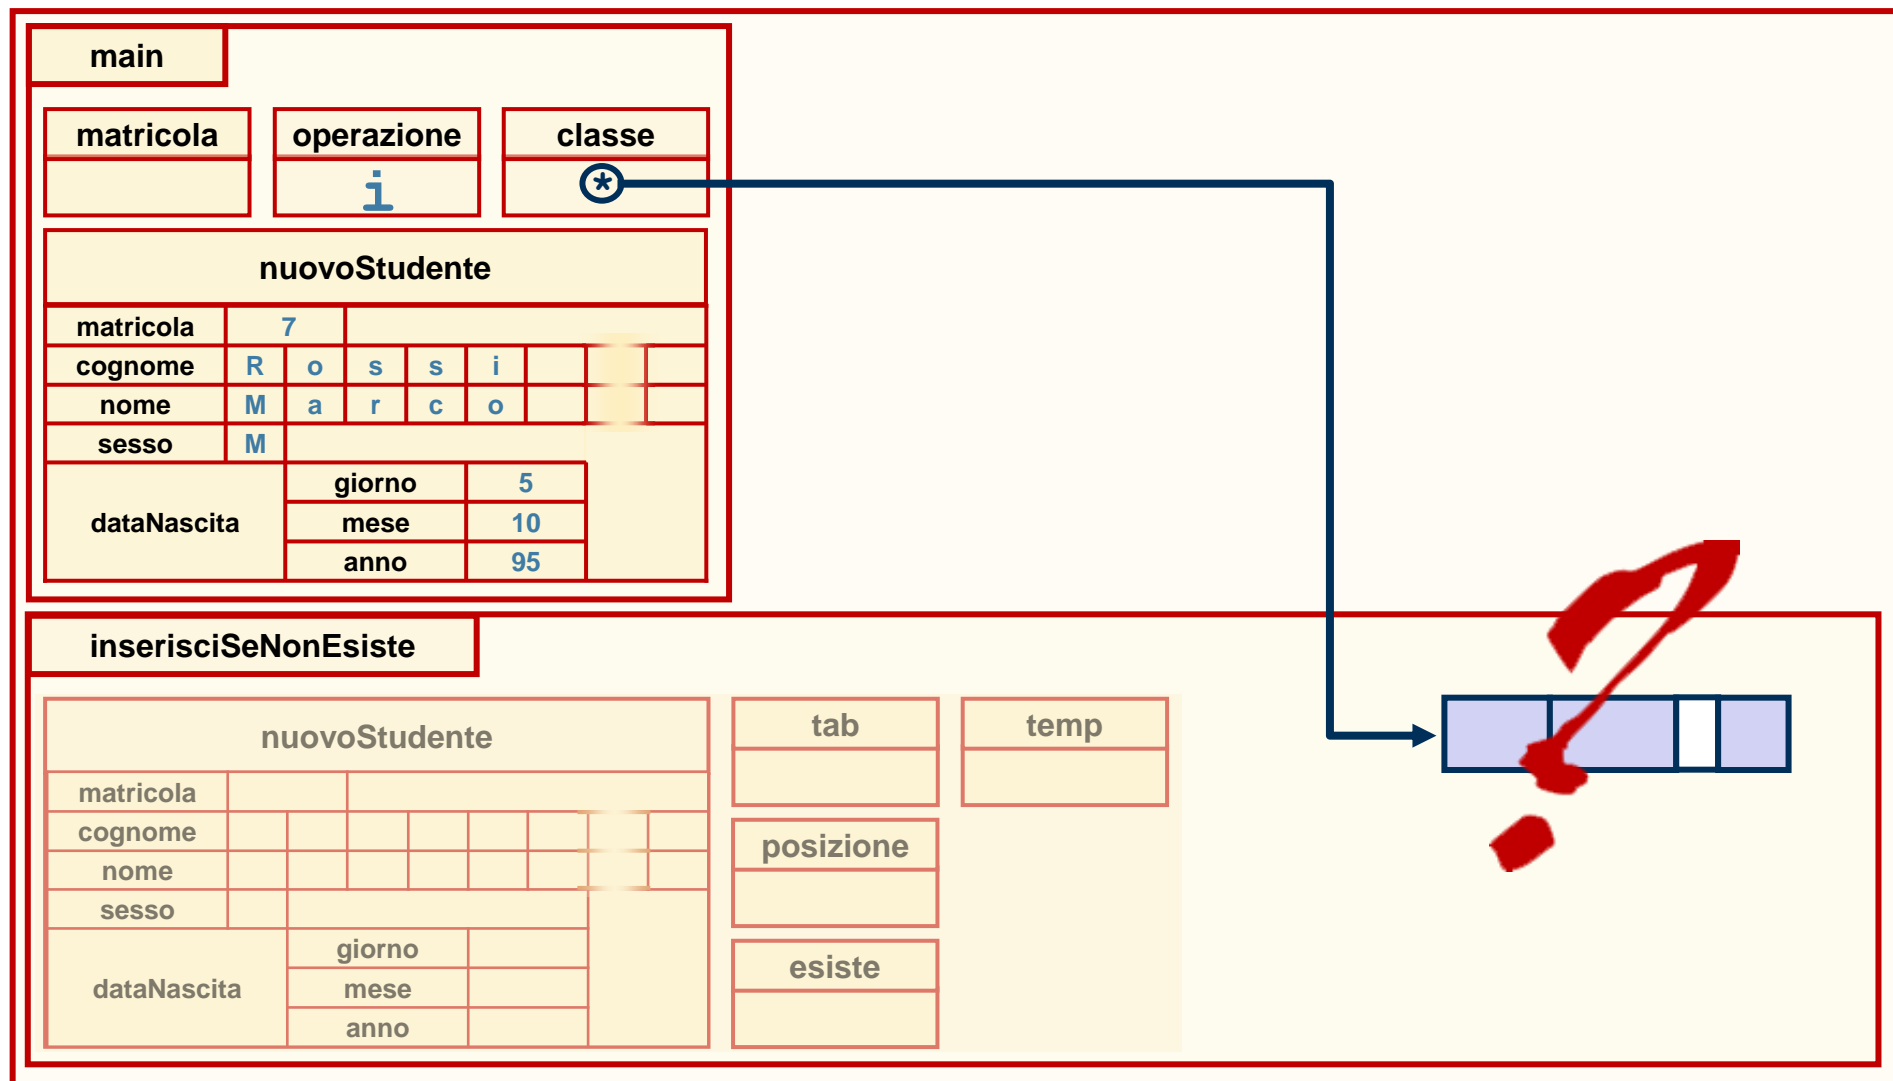 main
matricola operazione classe
i *
nuovoStudente
matricola 7
cognome R o s s i
nome M a r c o
sesso M
giorno 5
dataNascita mese 10
anno 95
inserisciSeNonEsiste
nuovoStudente tab temp
matricola
cognome posizione
nome
sesso
giorno esiste
dataNascita mese
anno
?